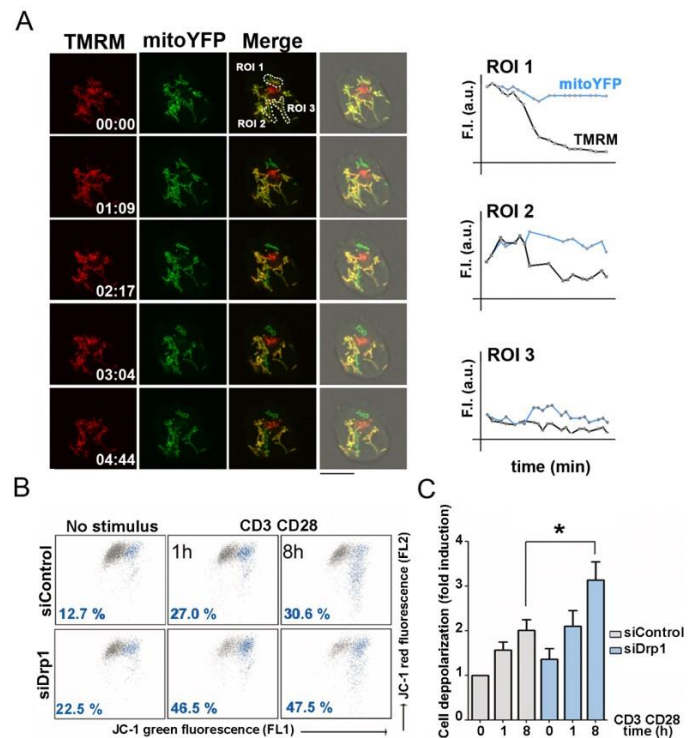 A
TMRM mitoYFP Merge
ROI 1
ROI 3
ROI 2
00:00
01:09
02:17
03:04
04:44
ROI 1
mitoYFP
TMRM
F.I. (a.u.)
ROI 2
F.I. (a.u.)
ROI 3
F.I. (a.u.)
time (min)
B
No stimulus CD3 CD28
siControl
1h
8h
12.7 % 27.0 % 30.6 %
siDrp1
22.5 % 46.5 % 47.5 %
JC-1 green fluorescence (FL1)
JC-1 red fluorescence (FL2)
C
Cell deppolarization (fold induction)
4
3
2
1
0
*
siControl
siDrp1
0 1 8 0 1 8
CD3 CD28
time (h)